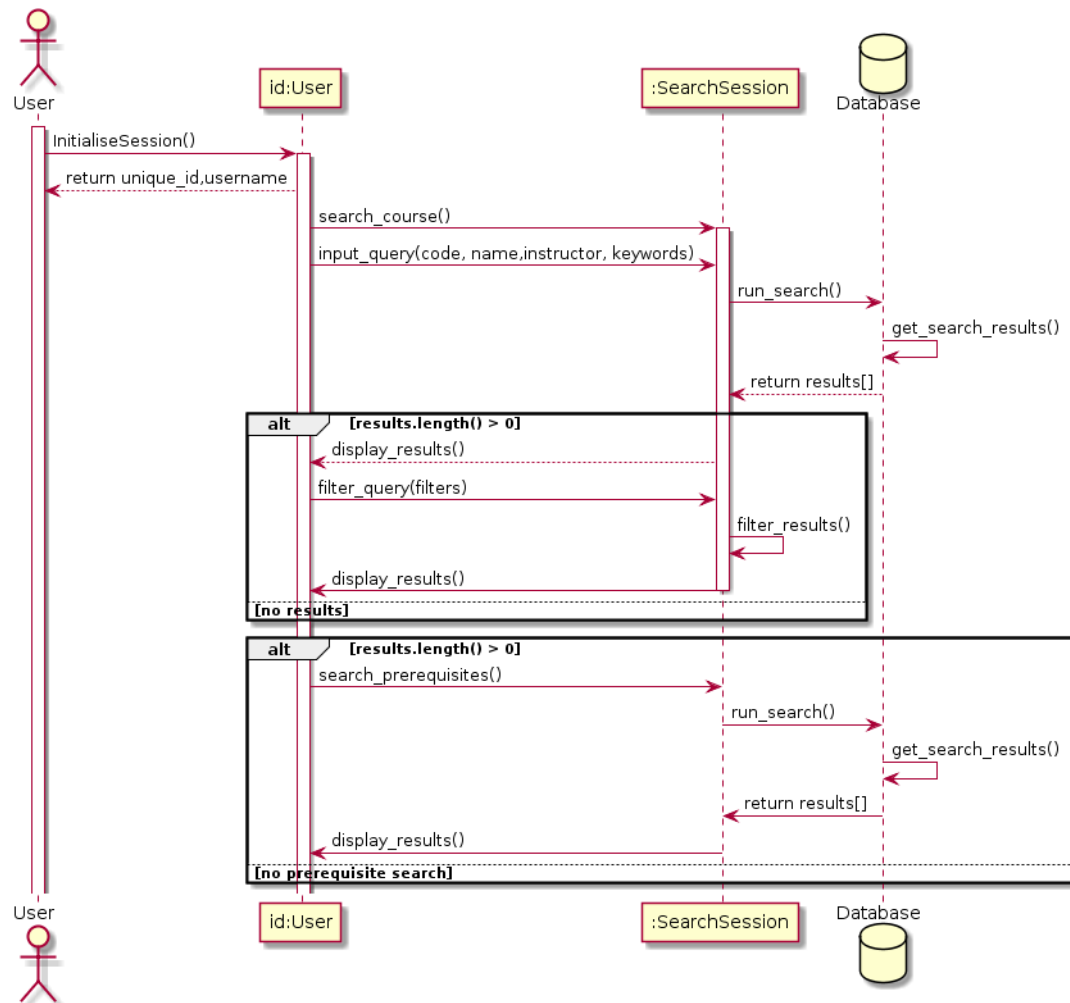 User
id:User
:SearchSession
Database
InitialiseSession()
return unique_id,username
search_course()
input_query(code, name,instructor, keywords)
run_search()
get_search_results()
return results[]
alt [results.length() > 0]
display_results()
filter_query(filters)
filter_results()
display_results()
[no results]
alt [results.length() > 0]
search_prerequisites()
run_search()
get_search_results()
return results[]
display_results()
[no prerequisite search]
User
id:User
:SearchSession
Database